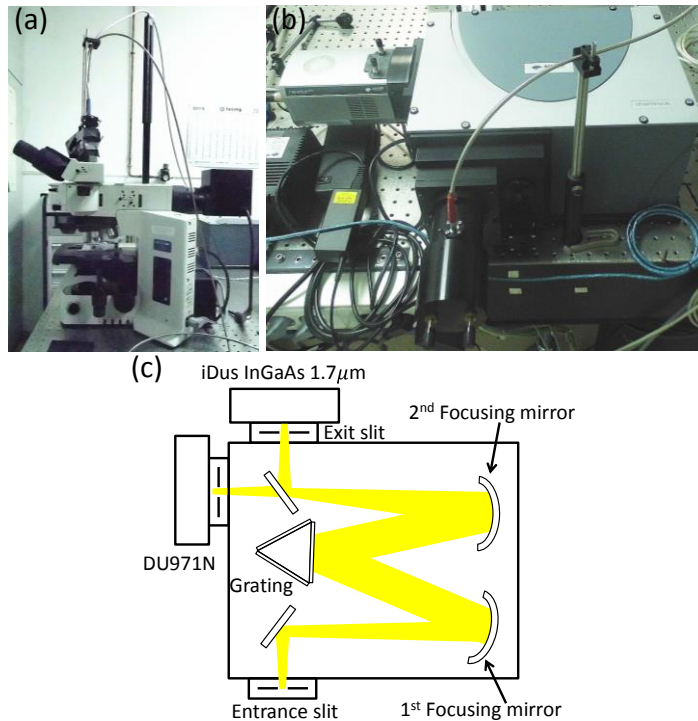 (a)
(b)
(c)
iDus InGaAs 1.7μm
2nd Focusing mirror
Exit slit
DU971N
Grating
Entrance slit
1st Focusing mirror